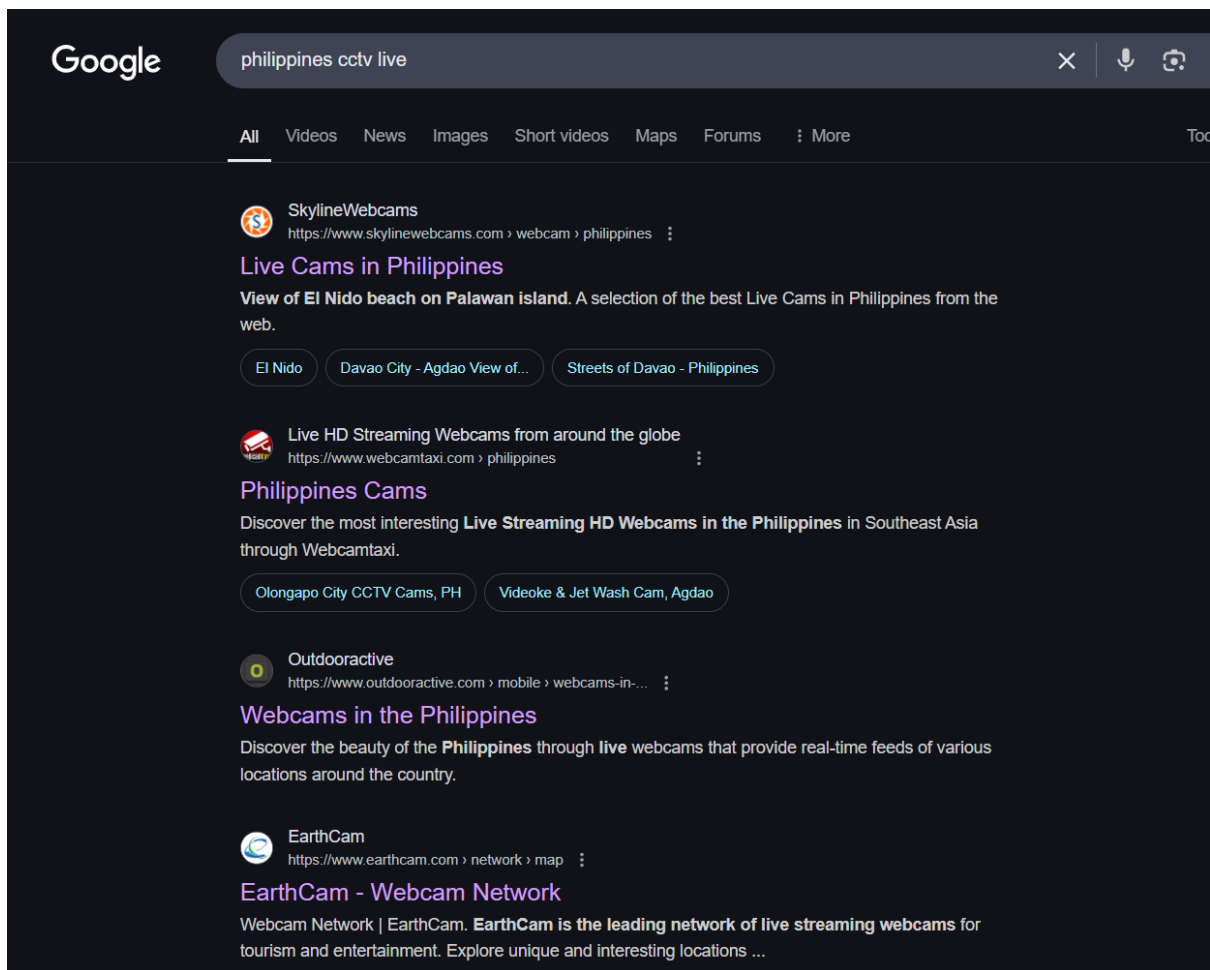 Google
philippines cctv live
All Videos News Images Short videos Maps Forums More
SkylineWebcams
https://www.skylinewebcams.com › webcam › philippines
Live Cams in Philippines
View of El Nido beach on Palawan island. A selection of the best Live Cams in Philippines from the
web.
El Nido Davao City - Agdao View of... Streets of Davao - Philippines
Live HD Streaming Webcams from around the globe
https://www.webcamtaxi.com › philippines
Philippines Cams
Discover the most interesting Live Streaming HD Webcams in the Philippines in Southeast Asia
through Webcamtaxi.
Olongapo City CCTV Cams, PH Videoke & Jet Wash Cam, Agdao
Outdooractive
https://www.outdooractive.com › mobile › webcams-in-...
Webcams in the Philippines
Discover the beauty of the Philippines through live webcams that provide real-time feeds of various
locations around the country.
EarthCam
https://www.earthcam.com › network › map
EarthCam - Webcam Network
Webcam Network | EarthCam. EarthCam is the leading network of live streaming webcams for
tourism and entertainment. Explore unique and interesting locations ...